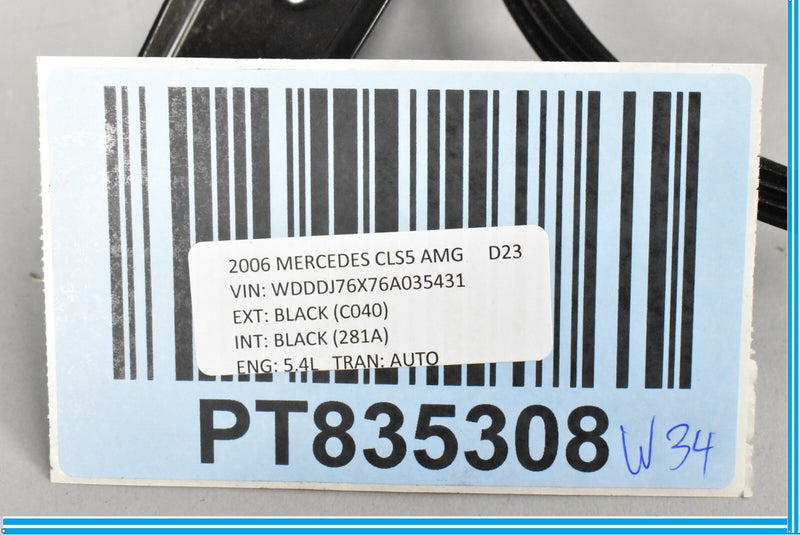 2006 MERCEDES CLS5 AMG D23
VIN: WDDDJ76X76A035431
EXT: BLACK (C040)
INT: BLACK (281A)
ENG: 5.4L TRAN: AUTO
PT835308 W 34